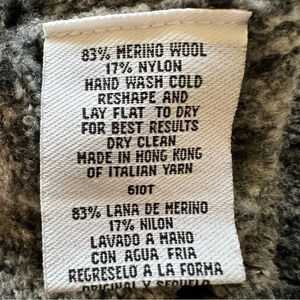 83% MERINO WOOL
17% NYLON
HAND WASH COLD
RESHAPE AND
LAY FLAT TO DRY
FOR BEST RESULTS
DRY CLEAN
MADE IN HONG KONG
OF ITALIAN YARN
610T
83% LANA DE MERINO
17% NILON
LAVADO A MANO
CON AGUA FRIA
REGRESELO A LA FORMA
ORIGINAL Y SEQUELO